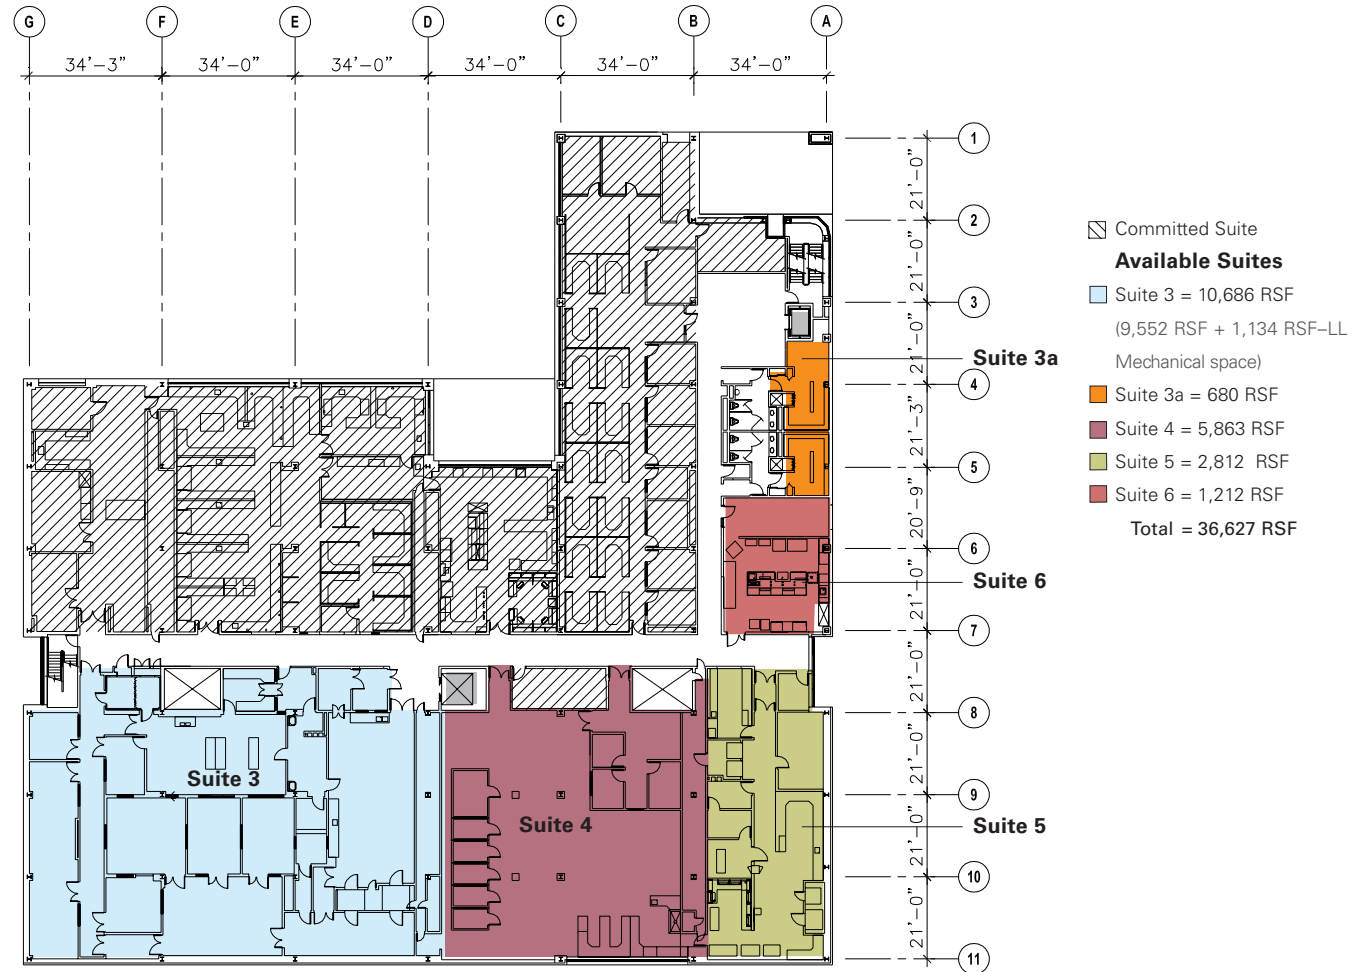 G F E D C B A
34'-3" 34'-0" 34'-0" 34'-0" 34'-0" 34'-0"
1
21'-0"
2
21'-0"
3
21'-0"
4
21'-3"
5
20'-9"
6
21'-0"
7
21'-0"
8
21'-0"
9
21'-0"
10
21'-0"
11
Suite 3a
Suite 6
Suite 3
Suite 4
Suite 5
Committed Suite
Available Suites
Suite 3 = 10,686 RSF
(9,552 RSF + 1,134 RSF–LL
Mechanical space)
Suite 3a = 680 RSF
Suite 4 = 5,863 RSF
Suite 5 = 2,812 RSF
Suite 6 = 1,212 RSF
Total = 36,627 RSF